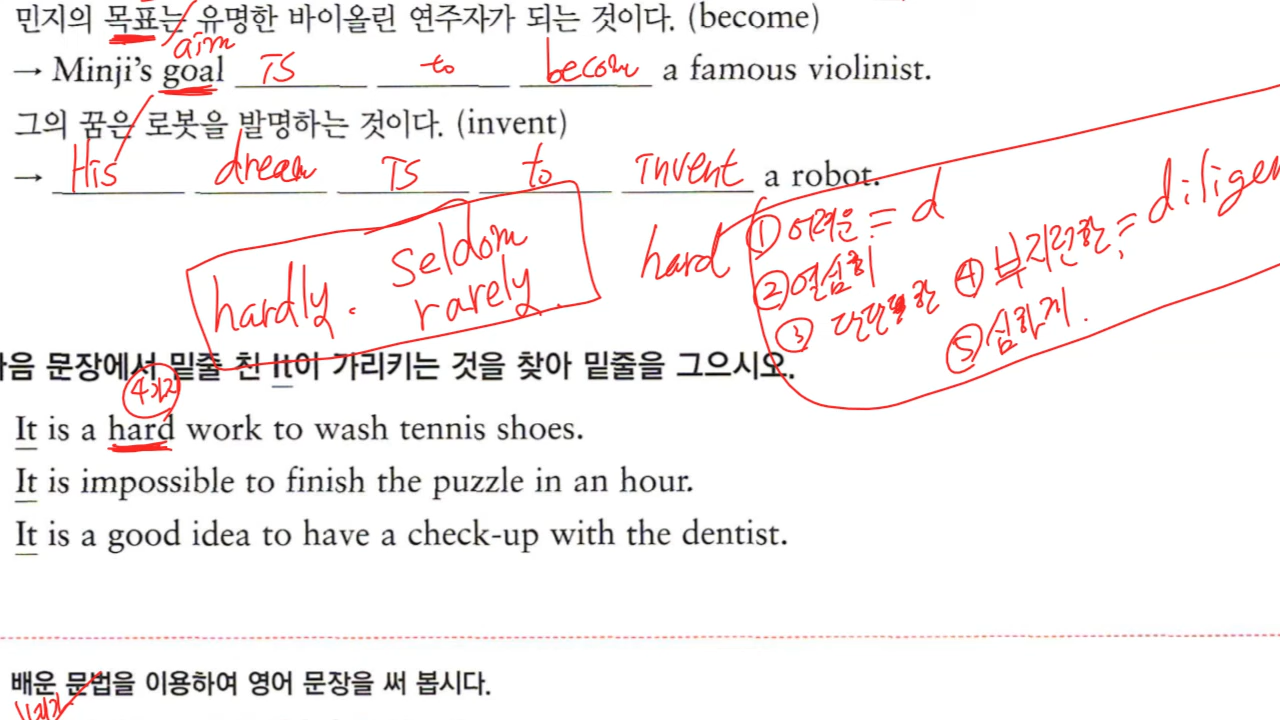 민지의 목표는 유명한 바이올린 연주자가 되는 것이다. (become)
aim
→ Minji's goal is to become a famous violinist.
그의 꿈은 로봇을 발명하는 것이다. (invent)
→ His dream is to invent a robot.
hardly. seldom
rarely
hard ① 어려운 = d
② 열심히
③ 단단한 ④ 부지런한 = diligen
⑤ 심하게.
음 문장에서 밑줄 친 It이 가리키는 것을 찾아 밑줄을 그으시오.
It is a hard work to wash tennis shoes.
It is impossible to finish the puzzle in an hour.
It is a good idea to have a check-up with the dentist.
배운 문법을 이용하여 영어 문장을 써 봅시다.